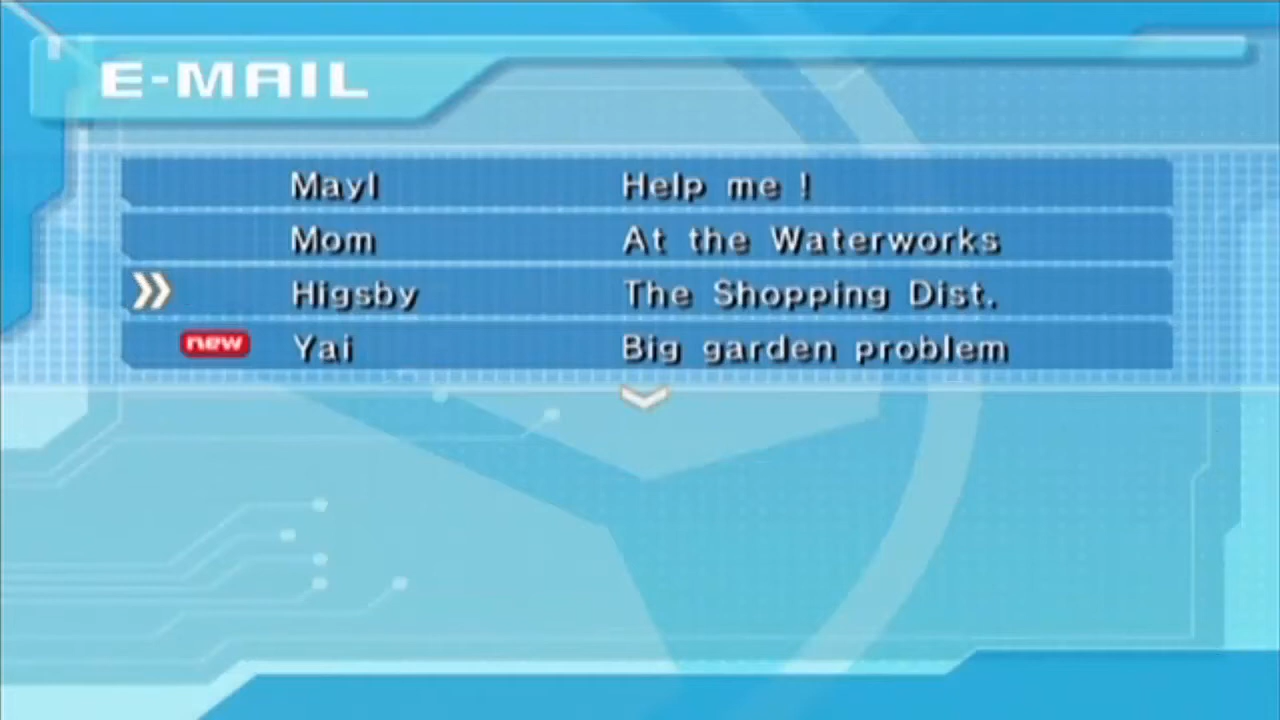 E-MAIL
Mayl Help me !
Mom At the Waterworks
Higsby The Shopping Dist.
new Yai Big garden problem